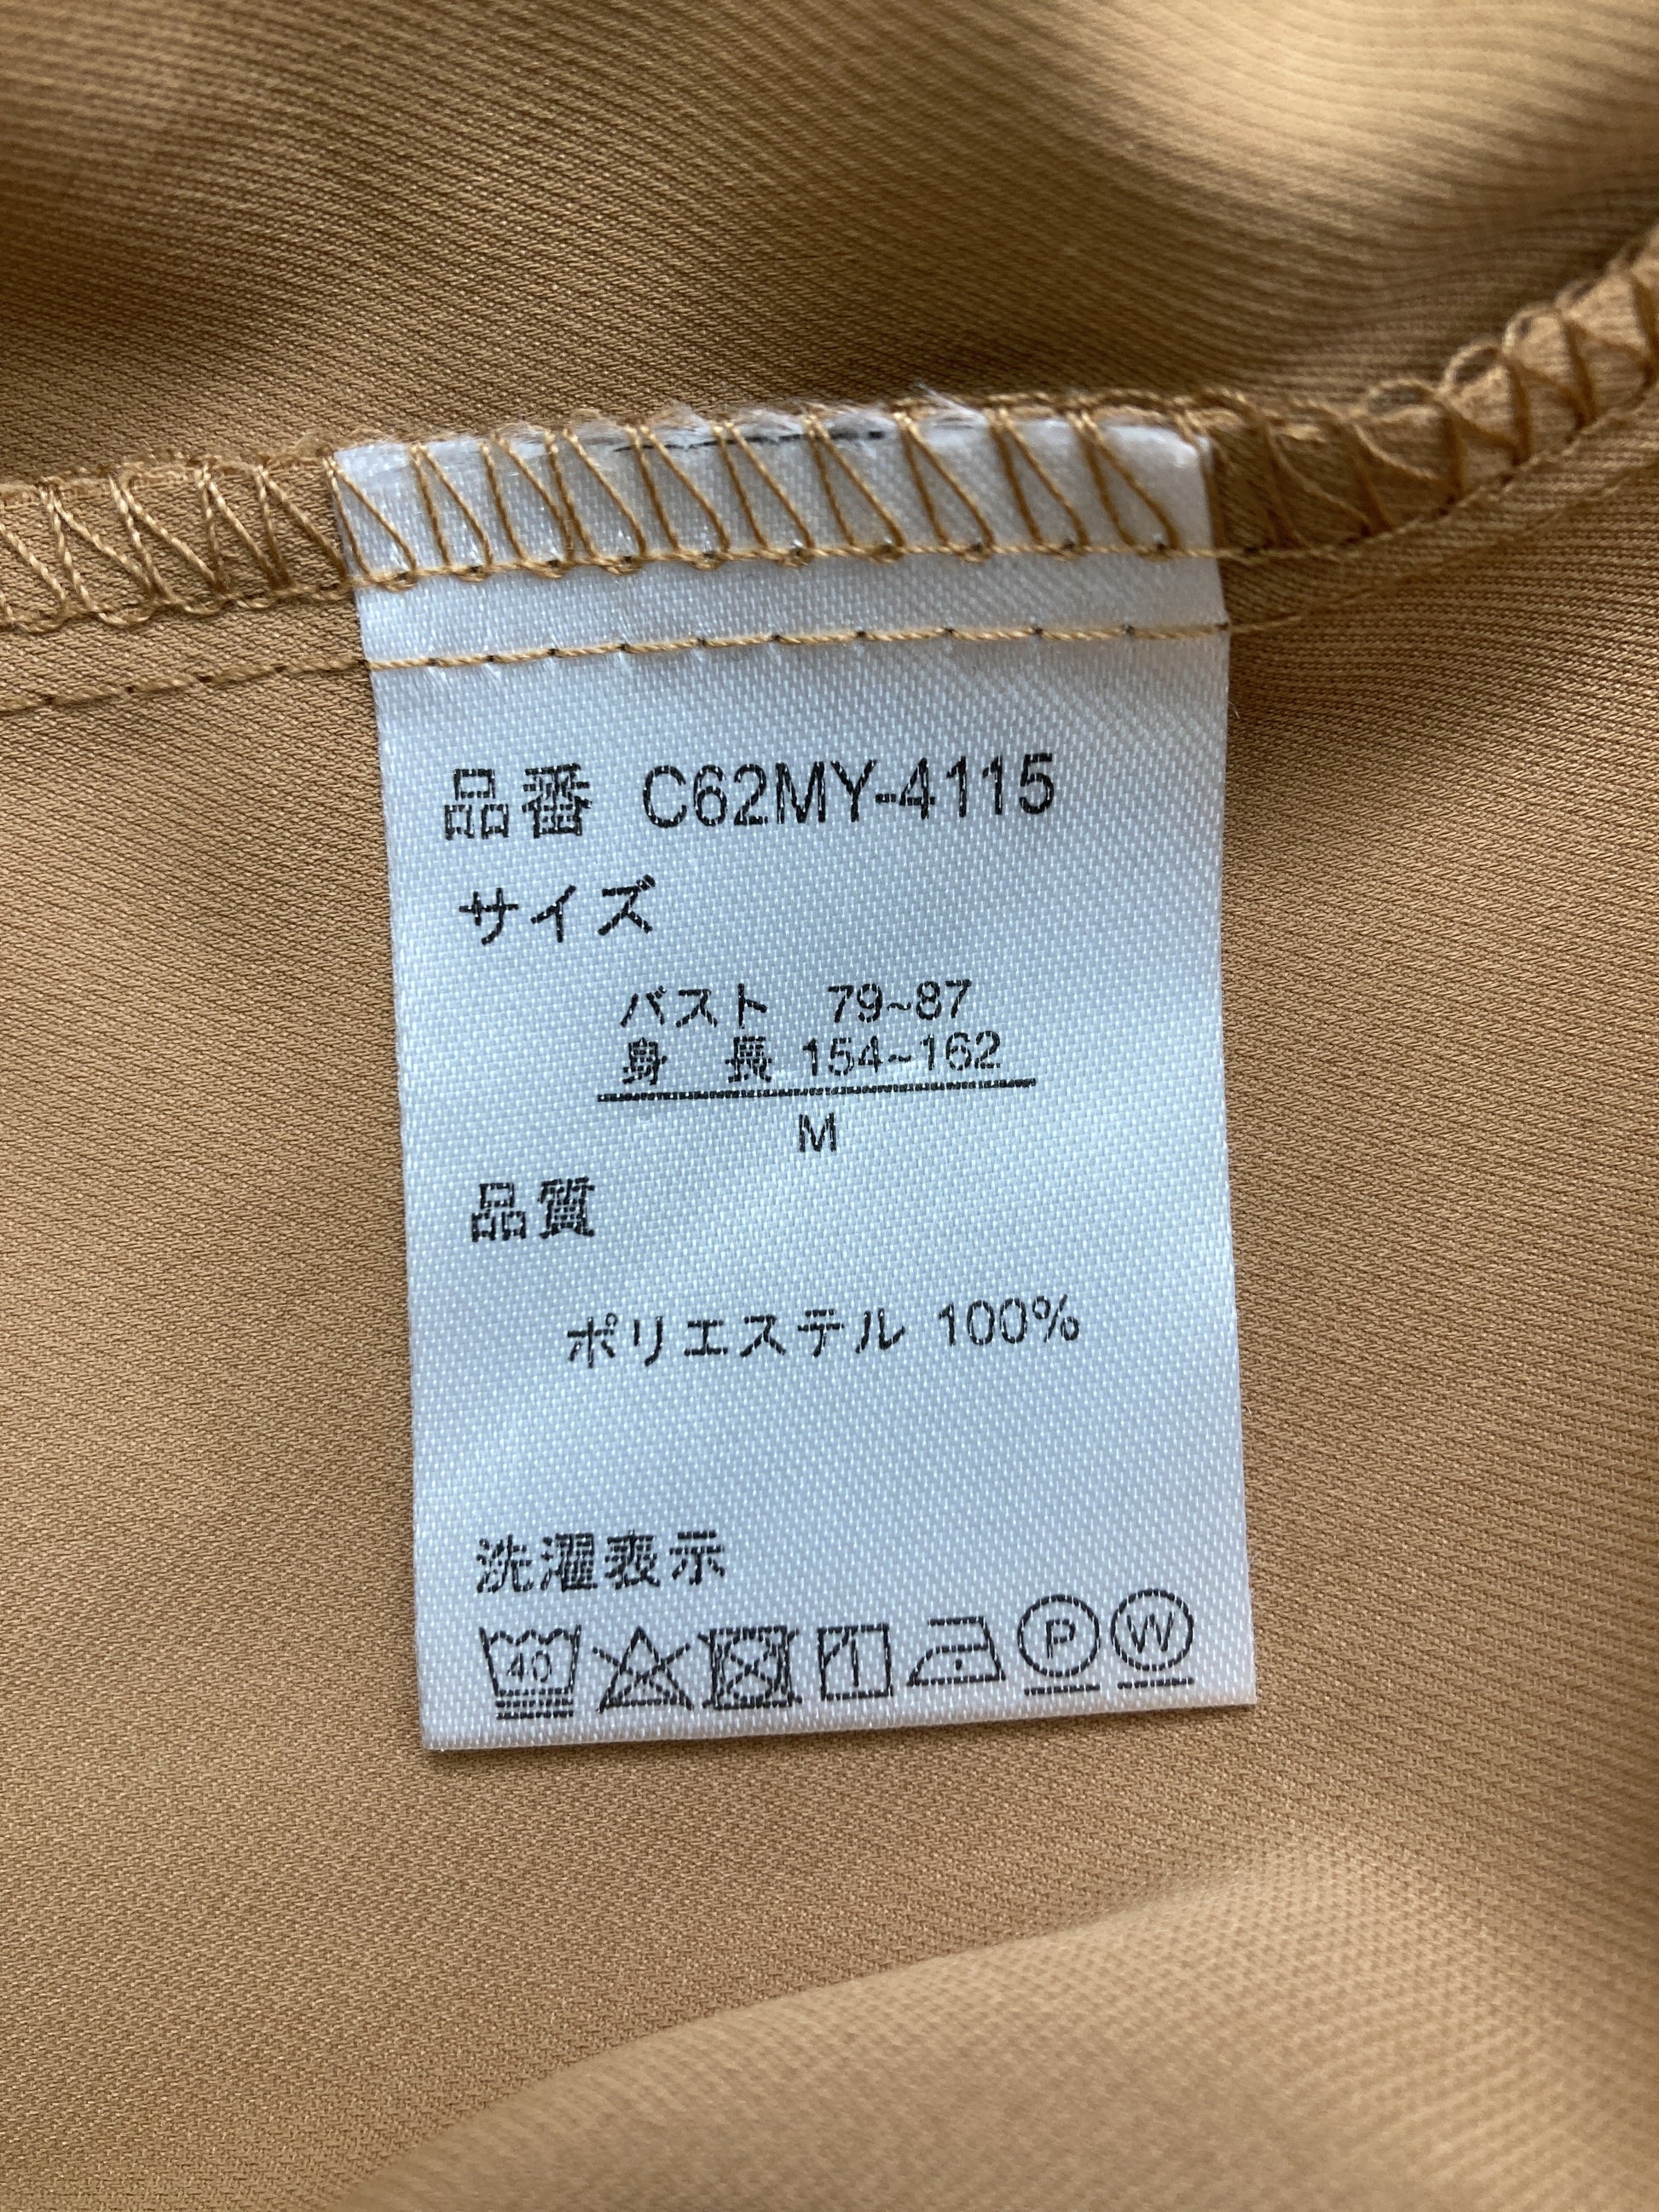 品番 C62MY-4115
サイズ
バスト 79~87
身 長 154~162
M
品質
ポリエステル 100%
洗濯表示
40 P W